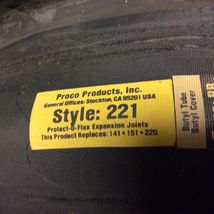 Proco Products, Inc.
General Offices: Stockton, CA 95201 USA
Style: 221
Protect-O-Flex Expansion Joints
This Product Replaces: 141 • 151 • 220
Butyl Tube
Butyl Cover